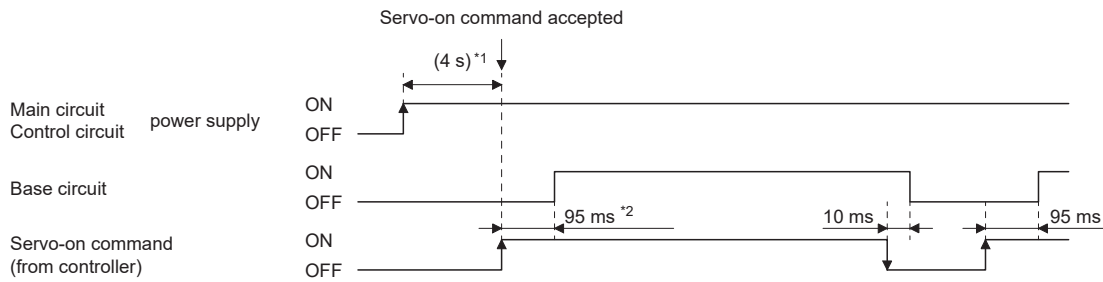 Servo-on command accepted
(4 s) *1
Main circuit
Control circuit
power supply
ON
OFF
Base circuit
ON
OFF
95 ms *2
10 ms
95 ms
Servo-on command
(from controller)
ON
OFF